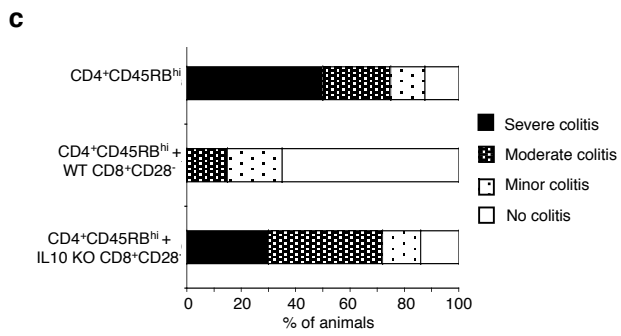 c
CD4⁺CD45RBʰⁱ
CD4⁺CD45RBʰⁱ +
WT CD8⁺CD28⁻
CD4⁺CD45RBʰⁱ +
IL10 KO CD8⁺CD28⁻
0 20 40 60 80 100
% of animals
Severe colitis
Moderate colitis
Minor colitis
No colitis